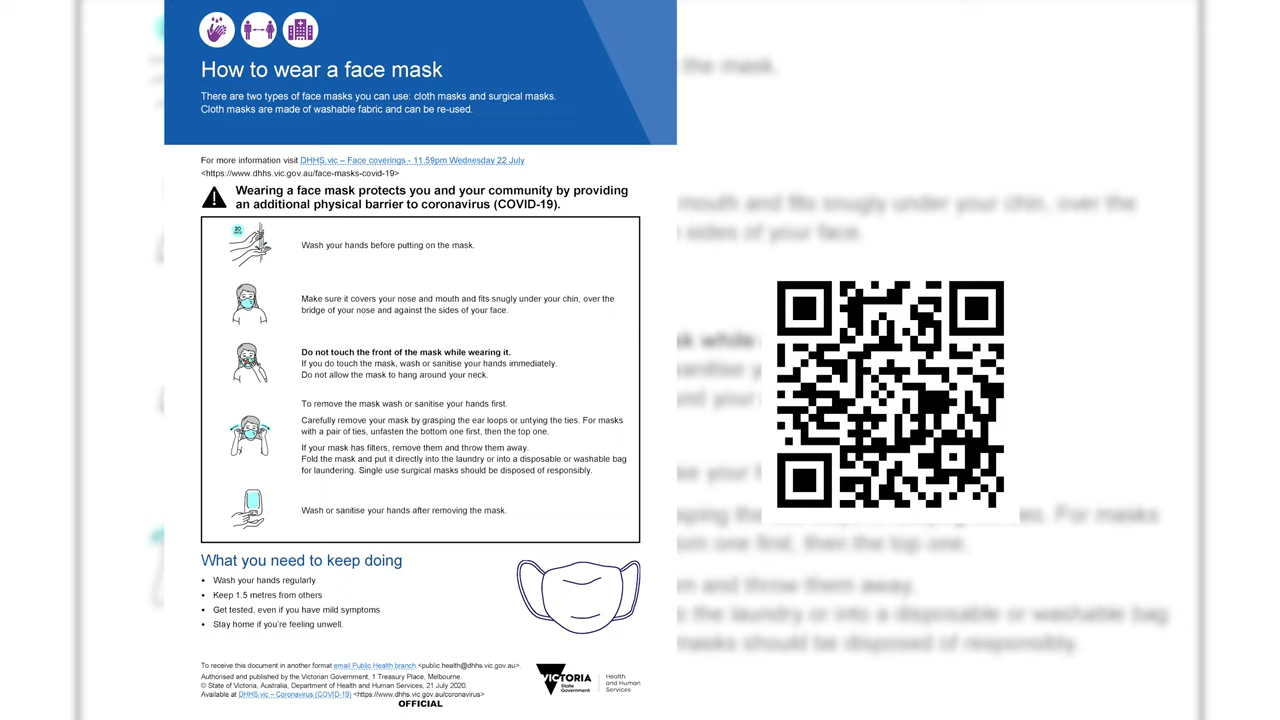 How to wear a face mask
There are two types of face masks you can use: cloth masks and surgical masks.
Cloth masks are made of washable fabric and can be re-used.
For more information visit DHHS.vic – Face coverings - 11.59pm Wednesday 22 July
<https://www.dhhs.vic.gov.au/face-masks-covid-19>
Wearing a face mask protects you and your community by providing
an additional physical barrier to coronavirus (COVID-19).
Wash your hands before putting on the mask.
Make sure it covers your nose and mouth and fits snugly under your chin, over the
bridge of your nose and against the sides of your face.
Do not touch the front of the mask while wearing it.
If you do touch the mask, wash or sanitise your hands immediately.
Do not allow the mask to hang around your neck.
To remove the mask wash or sanitise your hands first.
Carefully remove your mask by grasping the ear loops or untying the ties. For masks
with a pair of ties, unfasten the bottom one first, then the top one.
If your mask has filters, remove them and throw them away.
Fold the mask and put it directly into the laundry or into a disposable or washable bag
for laundering. Single use surgical masks should be disposed of responsibly.
Wash or sanitise your hands after removing the mask.
What you need to keep doing
• Wash your hands regularly
• Keep 1.5 metres from others
• Get tested, even if you have mild symptoms
• Stay home if you're feeling unwell.
To receive this document in another format email Public Health branch <public.health@dhhs.vic.gov.au>.
Authorised and published by the Victorian Government, 1 Treasury Place, Melbourne.
© State of Victoria, Australia, Department of Health and Human Services, 21 July 2020.
Available at DHHS.vic – Coronavirus (COVID-19) <https://www.dhhs.vic.gov.au/coronavirus>
OFFICIAL
VICTORIA
State
Government
Health
and Human
Services
the mask.
mouth and fits snugly under your chin, over the
sides of your face.